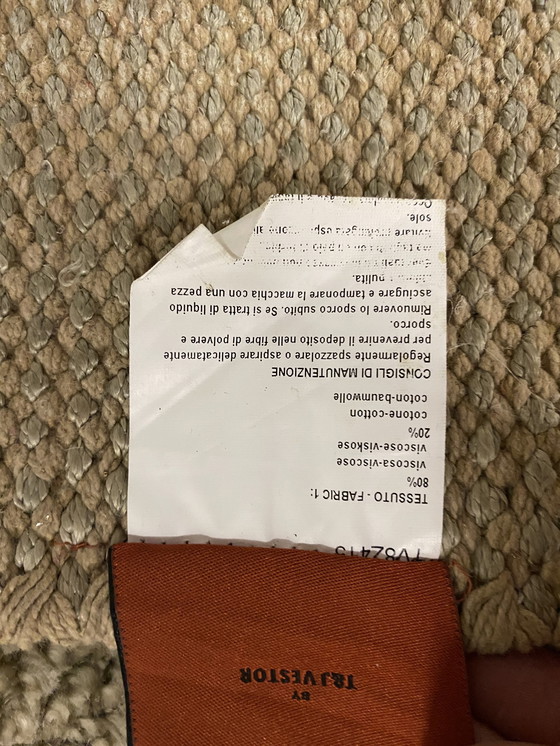 T&J VESTOR
BY
TESSUTO - FABRIC 1:
80%
viscosa-viscose
viscose-viskose
20%
cotone-cotton
coton-baumwolle
CONSIGLI DI MANUTENZIONE
Regolarmente spazzolare o aspirare delicatamente
per prevenire il deposito nelle fibre di polvere e
sporco.
Rimuovere lo sporco subito. Se si tratta di liquido
asciugare e tamponare la macchia con una pezza
pulita.
sole.